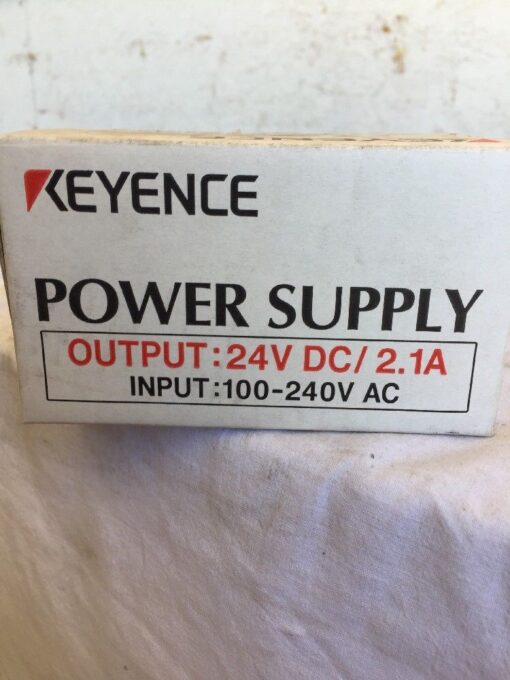 KEYENCE
POWER SUPPLY
OUTPUT:24V DC/2.1A
INPUT:100-240V AC